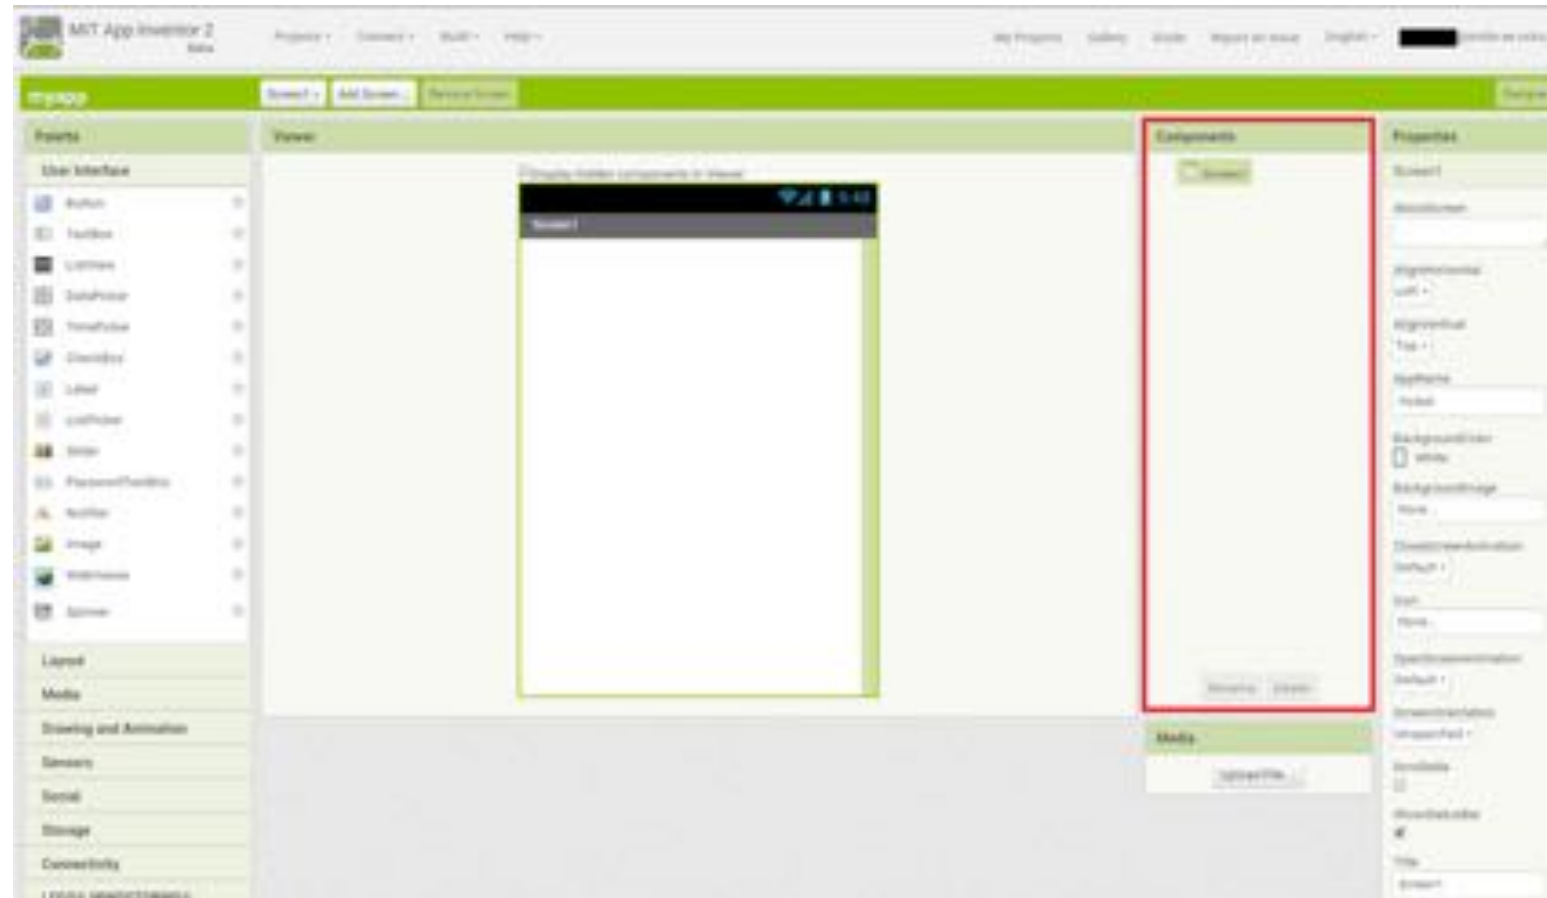 MIT App Inventor 2
Beta
Projects Connect Build Help
My Projects Gallery Guide Report an Issue English
myapp
Screen1 Add Screen ... Remove Screen
Palette
User Interface
Button
TextBox
ListView
DatePicker
TimePicker
CheckBox
Label
ListPicker
Slider
PasswordTextBox
Notifier
Image
WebViewer
Spinner
Layout
Media
Drawing and Animation
Sensors
Social
Storage
Connectivity
Viewer
Display hidden components in Viewer
5:48
Screen1
Components
Screen1
Rename Delete
Media
Upload File ...
Properties
Screen1
AboutScreen
AlignHorizontal
Left
AlignVertical
Top
AppName
BackgroundColor
White
BackgroundImage
None...
CloseScreenAnimation
Default
Icon
None...
OpenScreenAnimation
Default
ScreenOrientation
Unspecified
Scrollable
ShowStatusBar
Title
Screen1